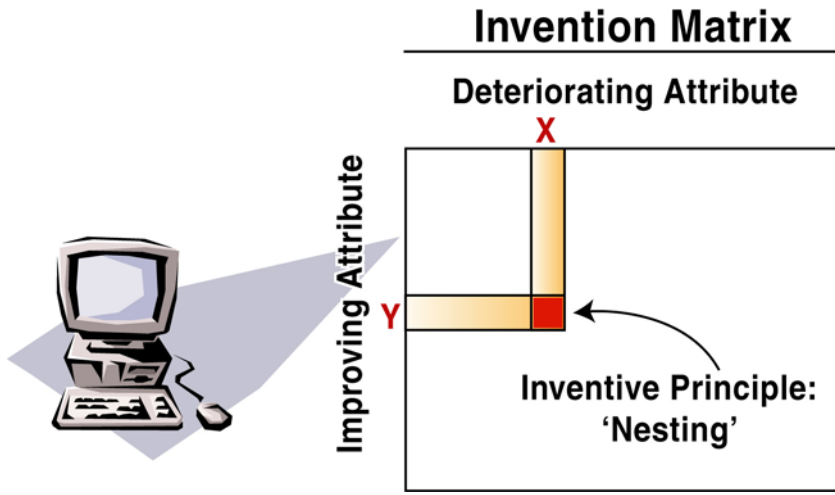 Invention Matrix
Deteriorating Attribute
X
Improving Attribute
Y
Inventive Principle:
‘Nesting’